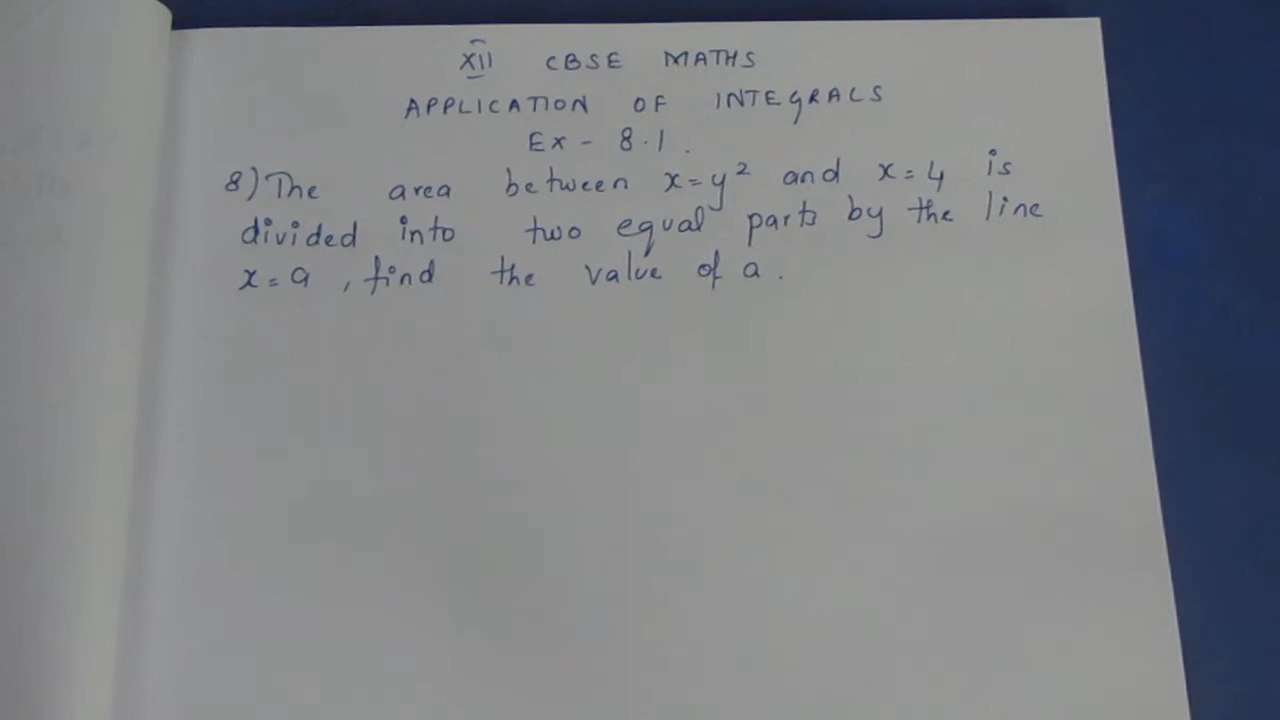 XII CBSE MATHS
APPLICATION OF INTEGRALS
Ex - 8.1.
8) The area between x=y² and x=4 is
divided into two equal parts by the line
x=a, find the value of a.